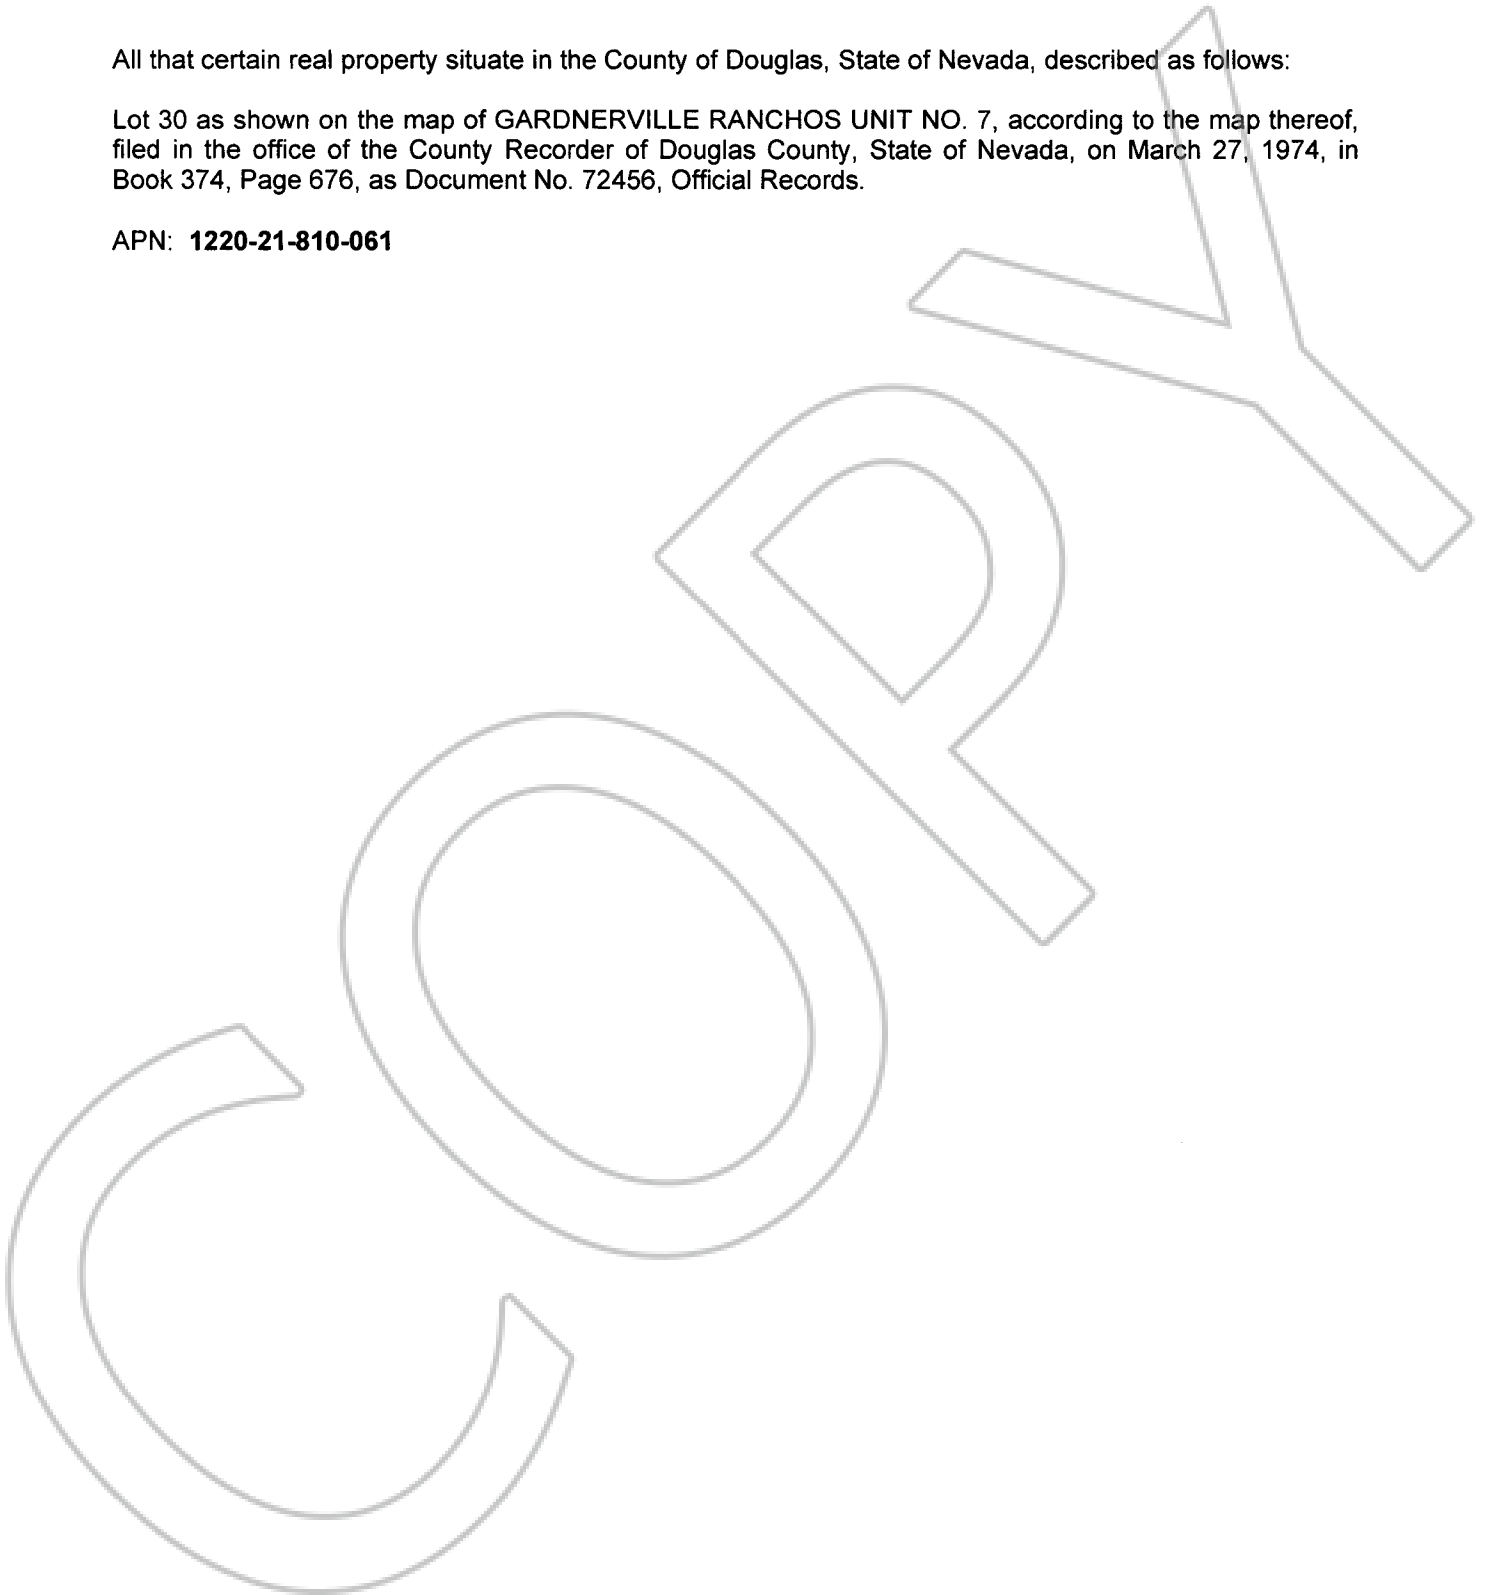 All that certain real property situate in the County of Douglas, State of Nevada, described as follows:
Lot 30 as shown on the map of GARDNERVILLE RANCHOS UNIT NO. 7, according to the map thereof,
filed in the office of the County Recorder of Douglas County, State of Nevada, on March 27, 1974, in
Book 374, Page 676, as Document No. 72456, Official Records.
APN: 1220-21-810-061
COPY